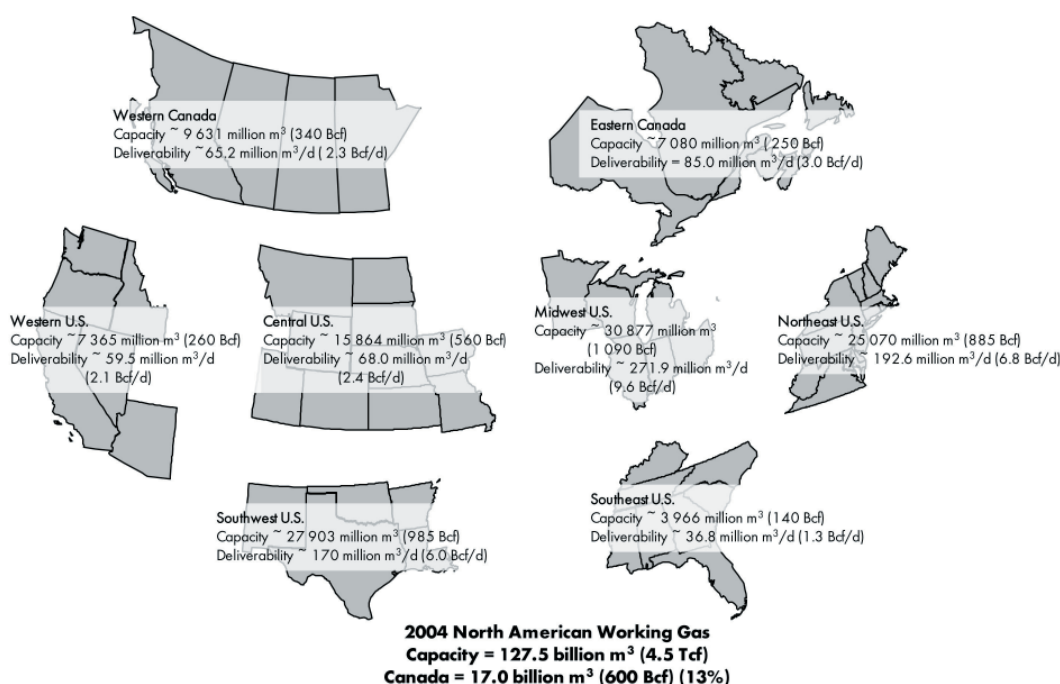 Western Canada
Capacity ~ 9 631 million m³ (340 Bcf)
Deliverability ~65.2 million m³/d ( 2.3 Bcf/d)
Eastern Canada
Capacity ~7 080 million m³ ( 250 Bcf)
Deliverability = 85.0 million m³/d (3.0 Bcf/d)
Western U.S.
Capacity ~7 365 million m³ (260 Bcf)
Deliverability ~ 59.5 million m³/d
(2.1 Bcf/d)
Central U.S.
Capacity ~ 15 864 million m³ (560 Bcf)
Deliverability ~ 68.0 million m³/d
(2.4 Bcf/d)
Midwest U.S.
Capacity ~ 30 877 million m³
(1 090 Bcf)
Deliverability ~ 271.9 million m³/d
(9.6 Bcf/d)
Northeast U.S.
Capacity ~ 25 070 million m³ (885 Bcf)
Deliverability ~ 192.6 million m³/d (6.8 Bcf/d)
Southwest U.S.
Capacity ~ 27 903 million m³ (985 Bcf)
Deliverability ~ 170 million m³/d (6.0 Bcf/d)
Southeast U.S.
Capacity ~ 3 966 million m³ (140 Bcf)
Deliverability ~ 36.8 million m³/d (1.3 Bcf/d)
2004 North American Working Gas
Capacity = 127.5 billion m³ (4.5 Tcf)
Canada = 17.0 billion m³ (600 Bcf) (13%)